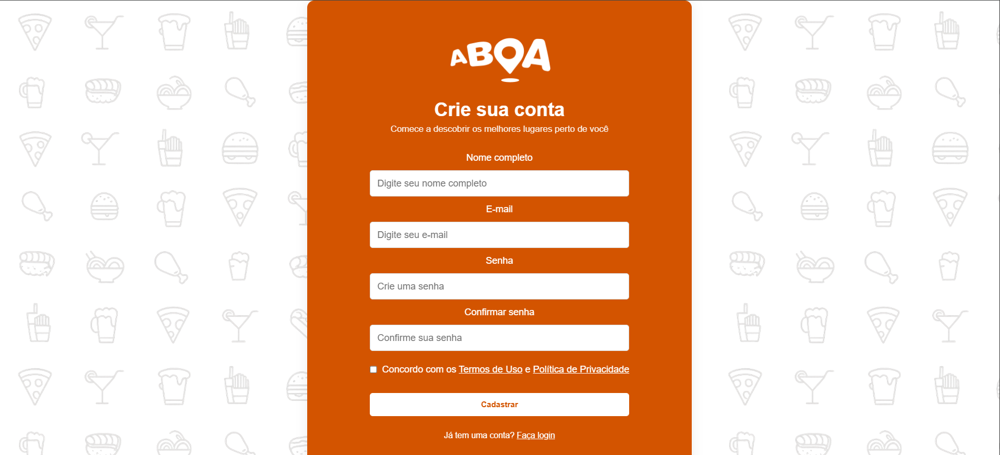 ABOA
Crie sua conta
Comece a descobrir os melhores lugares perto de você
Nome completo
Digite seu nome completo
E-mail
Digite seu e-mail
Senha
Crie uma senha
Confirmar senha
Confirme sua senha
Concordo com os Termos de Uso e Política de Privacidade
Cadastrar
Já tem uma conta? Faça login